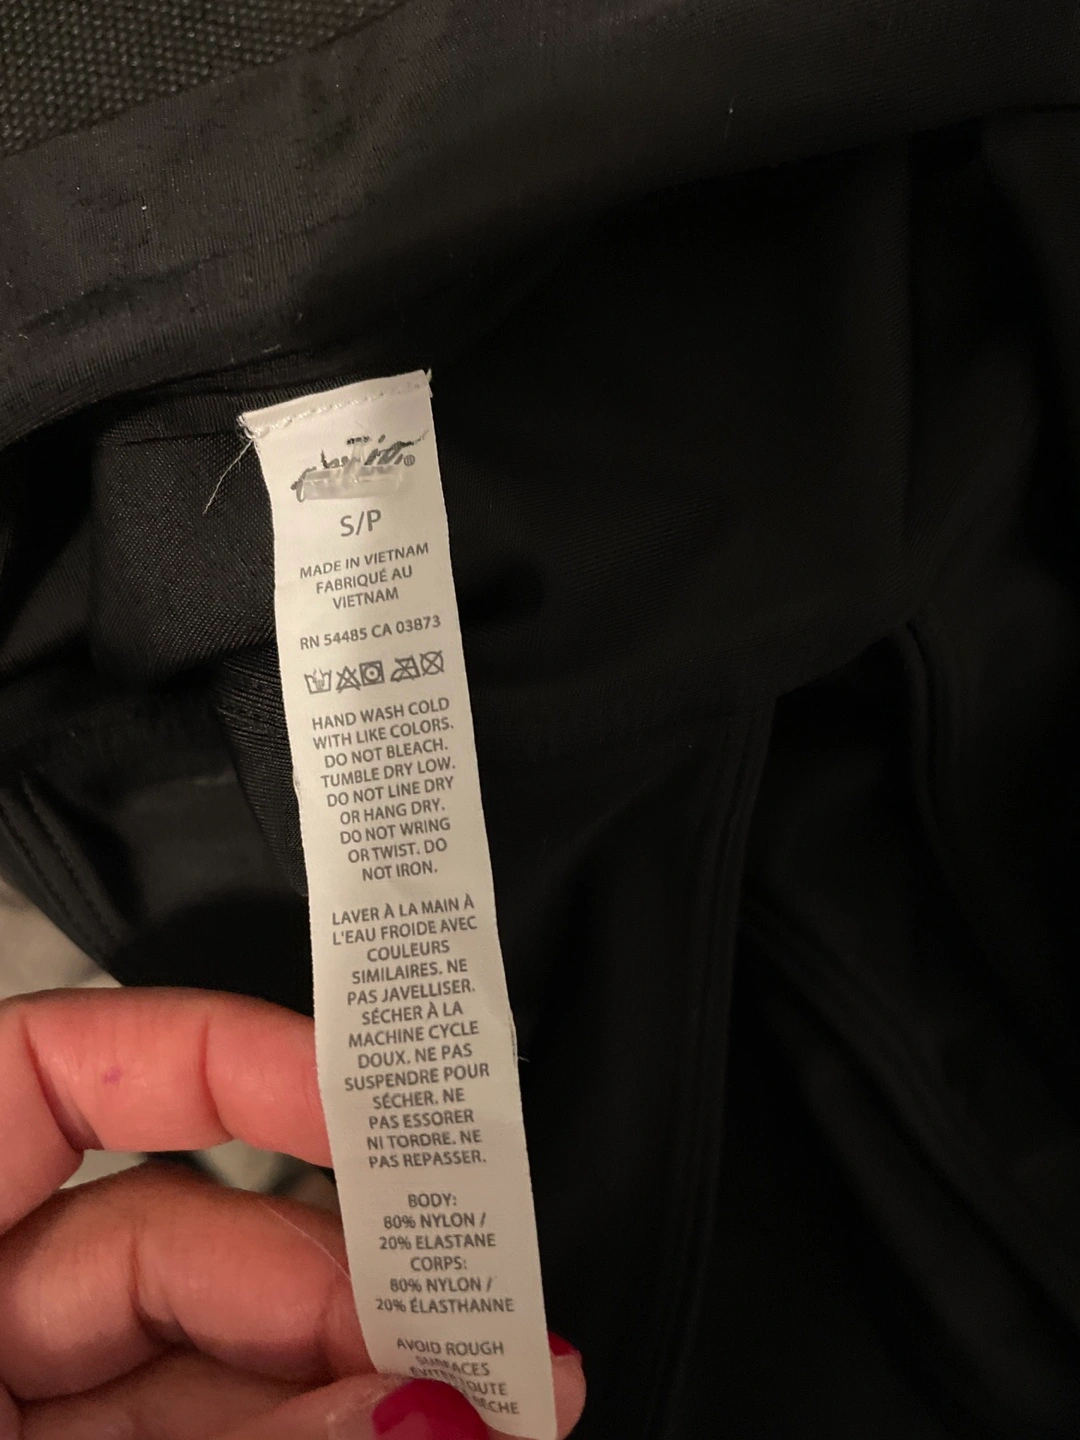 S/P
MADE IN VIETNAM
FABRIQUÉ AU
VIETNAM
RN 54485 CA 03873
HAND WASH COLD
WITH LIKE COLORS.
DO NOT BLEACH.
TUMBLE DRY LOW.
DO NOT LINE DRY
OR HANG DRY.
DO NOT WRING
OR TWIST. DO
NOT IRON.
LAVER À LA MAIN À
L'EAU FROIDE AVEC
COULEURS
SIMILAIRES. NE
PAS JAVELLISER.
SÉCHER À LA
MACHINE CYCLE
DOUX. NE PAS
SUSPENDRE POUR
SÉCHER. NE
PAS ESSORER
NI TORDRE. NE
PAS REPASSER.
BODY:
80% NYLON /
20% ELASTANE
CORPS:
80% NYLON /
20% ÉLASTHANNE
AVOID ROUGH
SURFACES